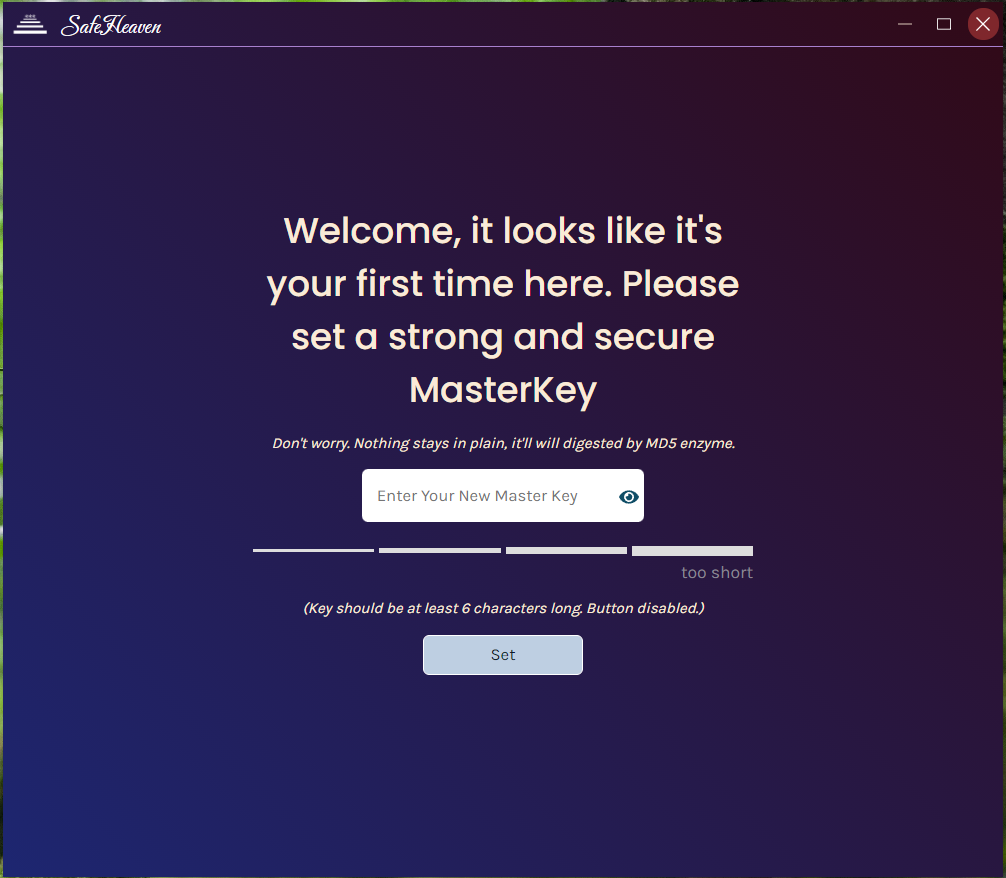 SafeHeaven
Welcome, it looks like it's
your first time here. Please
set a strong and secure
MasterKey
Don't worry. Nothing stays in plain, it'll will digested by MD5 enzyme.
Enter Your New Master Key
too short
(Key should be at least 6 characters long. Button disabled.)
Set